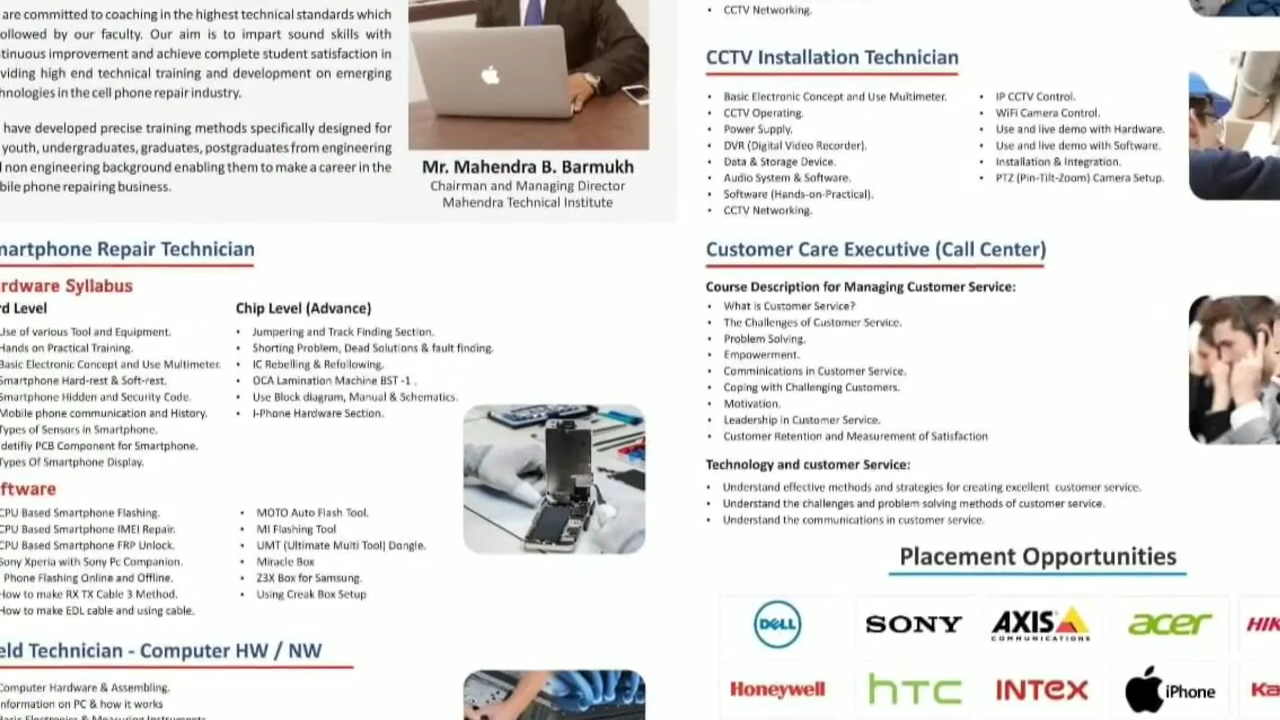 are committed to coaching in the highest technical standards which
ollowed by our faculty. Our aim is to impart sound skills with
tinuous improvement and achieve complete student satisfaction in
viding high end technical training and development on emerging
hnologies in the cell phone repair industry.
have developed precise training methods specifically designed for
youth, undergraduates, graduates, postgraduates from engineering
non engineering background enabling them to make a career in the
bile phone repairing business.
Mr. Mahendra B. Barmukh
Chairman and Managing Director
Mahendra Technical Institute
martphone Repair Technician
rdware Syllabus
rd Level
Use of various Tool and Equipment.
Hands on Practical Training.
Basic Electronic Concept and Use Multimeter.
Smartphone Hard-rest & Soft-rest.
Smartphone Hidden and Security Code.
Mobile phone communication and History.
Types of Sensors in Smartphone.
detifiy PCB Component for Smartphone.
Types Of Smartphone Display.
Chip Level (Advance)
• Jumpering and Track Finding Section.
• Shorting Problem, Dead Solutions & fault finding.
• IC Rebelling & Refollowing.
• OCA Lamination Machine BST -1 .
• Use Block diagram, Manual & Schematics.
• I-Phone Hardware Section.
ftware
CPU Based Smartphone Flashing.
CPU Based Smartphone IMEI Repair.
CPU Based Smartphone FRP Unlock.
Sony Xperia with Sony Pc Companion.
Phone Flashing Online and Offline.
How to make RX TX Cable 3 Method.
How to make EDL cable and using cable.
• MOTO Auto Flash Tool.
• MI Flashing Tool
• UMT (Ultimate Multi Tool) Dangle.
• Miracle Box
• Z3X Box for Samsung.
• Using Creak Box Setup
eld Technician - Computer HW / NW
Computer Hardware & Assembling.
nformation on PC & how it works
Basic Electronics & Measuring Instruments
• CCTV Networking.
CCTV Installation Technician
• Basic Electronic Concept and Use Multimeter.
• CCTV Operating.
• Power Supply.
• DVR (Digital Video Recorder).
• Data & Storage Device.
• Audio System & Software.
• Software (Hands-on-Practical).
• CCTV Networking.
• IP CCTV Control.
• WiFi Camera Control.
• Use and live demo with Hardware.
• Use and live demo with Software.
• Installation & Integration.
• PTZ (Pin-Tilt-Zoom) Camera Setup.
Customer Care Executive (Call Center)
Course Description for Managing Customer Service:
• What is Customer Service?
• The Challenges of Customer Service.
• Problem Solving.
• Empowerment.
• Comminications in Customer Service.
• Coping with Challenging Customers.
• Motivation.
• Leadership in Customer Service.
• Customer Retention and Measurement of Satisfaction
Technology and customer Service:
• Understand effective methods and strategies for creating excellent customer service.
• Understand the challenges and problem solving methods of customer service.
• Understand the communications in customer service.
Placement Opportunities
DELL SONY AXIS COMMUNICATIONS acer HIK
Honeywell hTC INTEX iPhone Ka